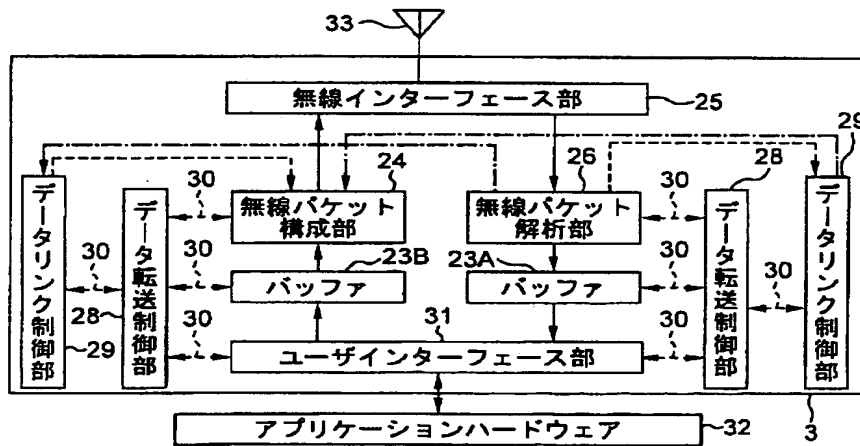 33
無線インターフェース部
25
29
24
26
28
30
無線パケット
構成部
無線パケット
解析部
30
データリンク制御部
30
データ転送制御部
30
23B
23A
30
データ転送制御部
30
データリンク制御部
バッファ
バッファ
28
30
31
30
29
ユーザインターフェース部
3
アプリケーションハードウェア
32